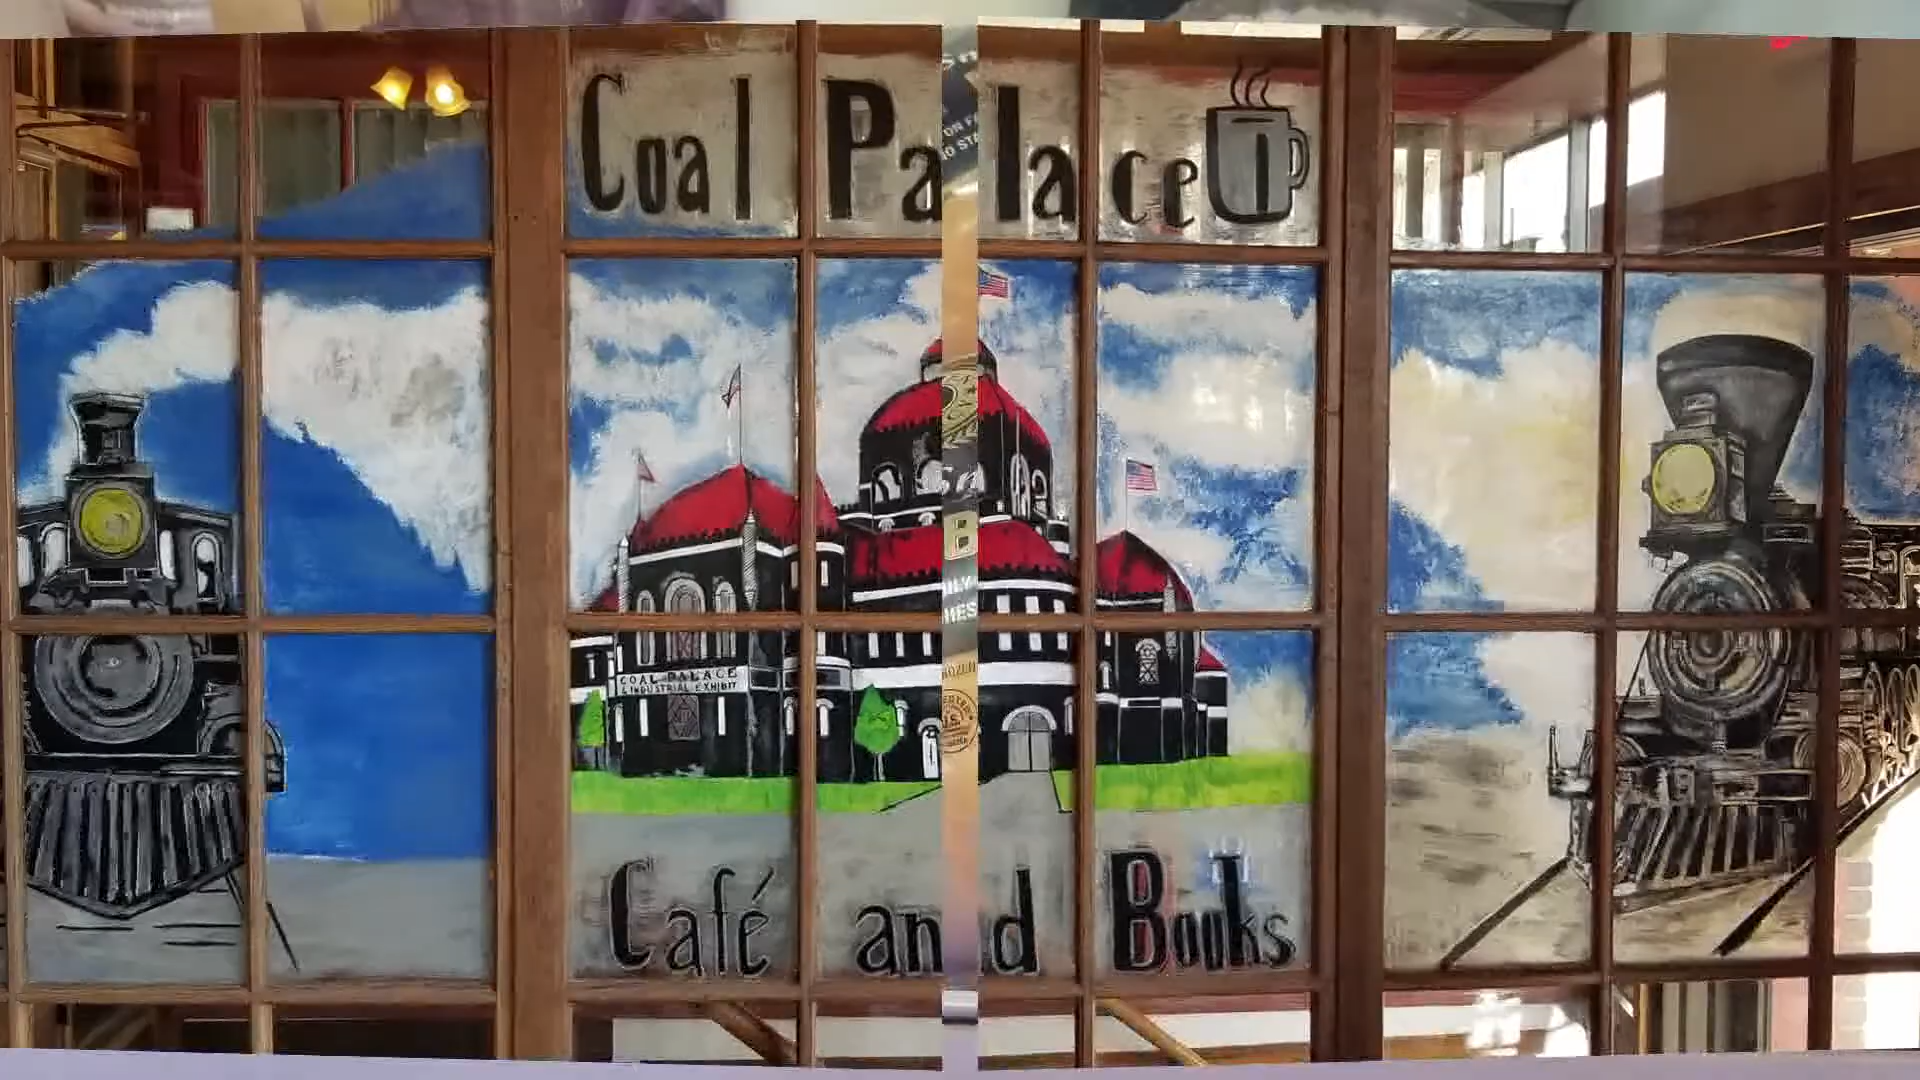 Coal Palace
COAL PALACE
& INDUSTRIAL EXHIBIT
Café and Books